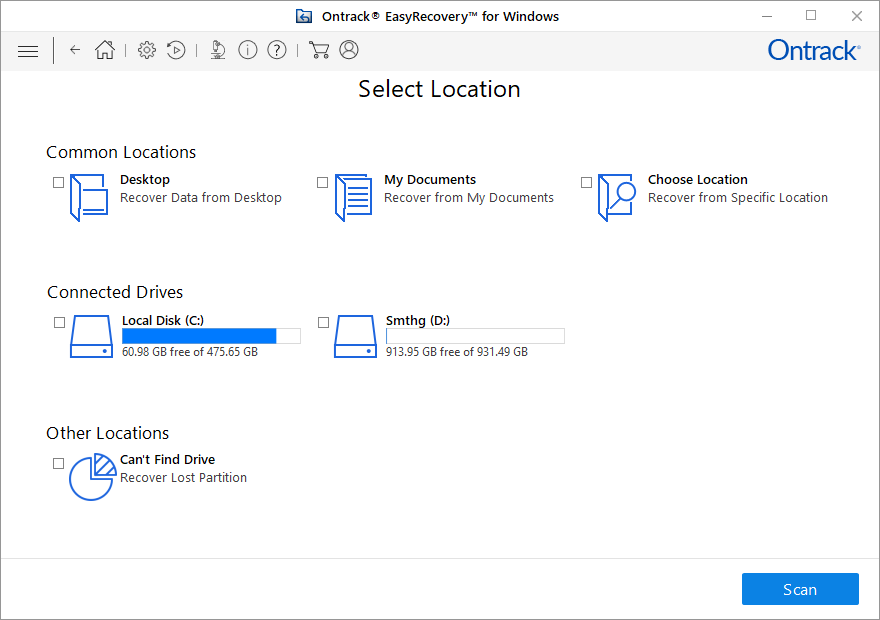 Ontrack® EasyRecovery™ for Windows
Ontrack®
Select Location
Common Locations
Desktop
Recover Data from Desktop
My Documents
Recover from My Documents
Choose Location
Recover from Specific Location
Connected Drives
Local Disk (C:)
60.98 GB free of 475.65 GB
Smthg (D:)
913.95 GB free of 931.49 GB
Other Locations
Can't Find Drive
Recover Lost Partition
Scan